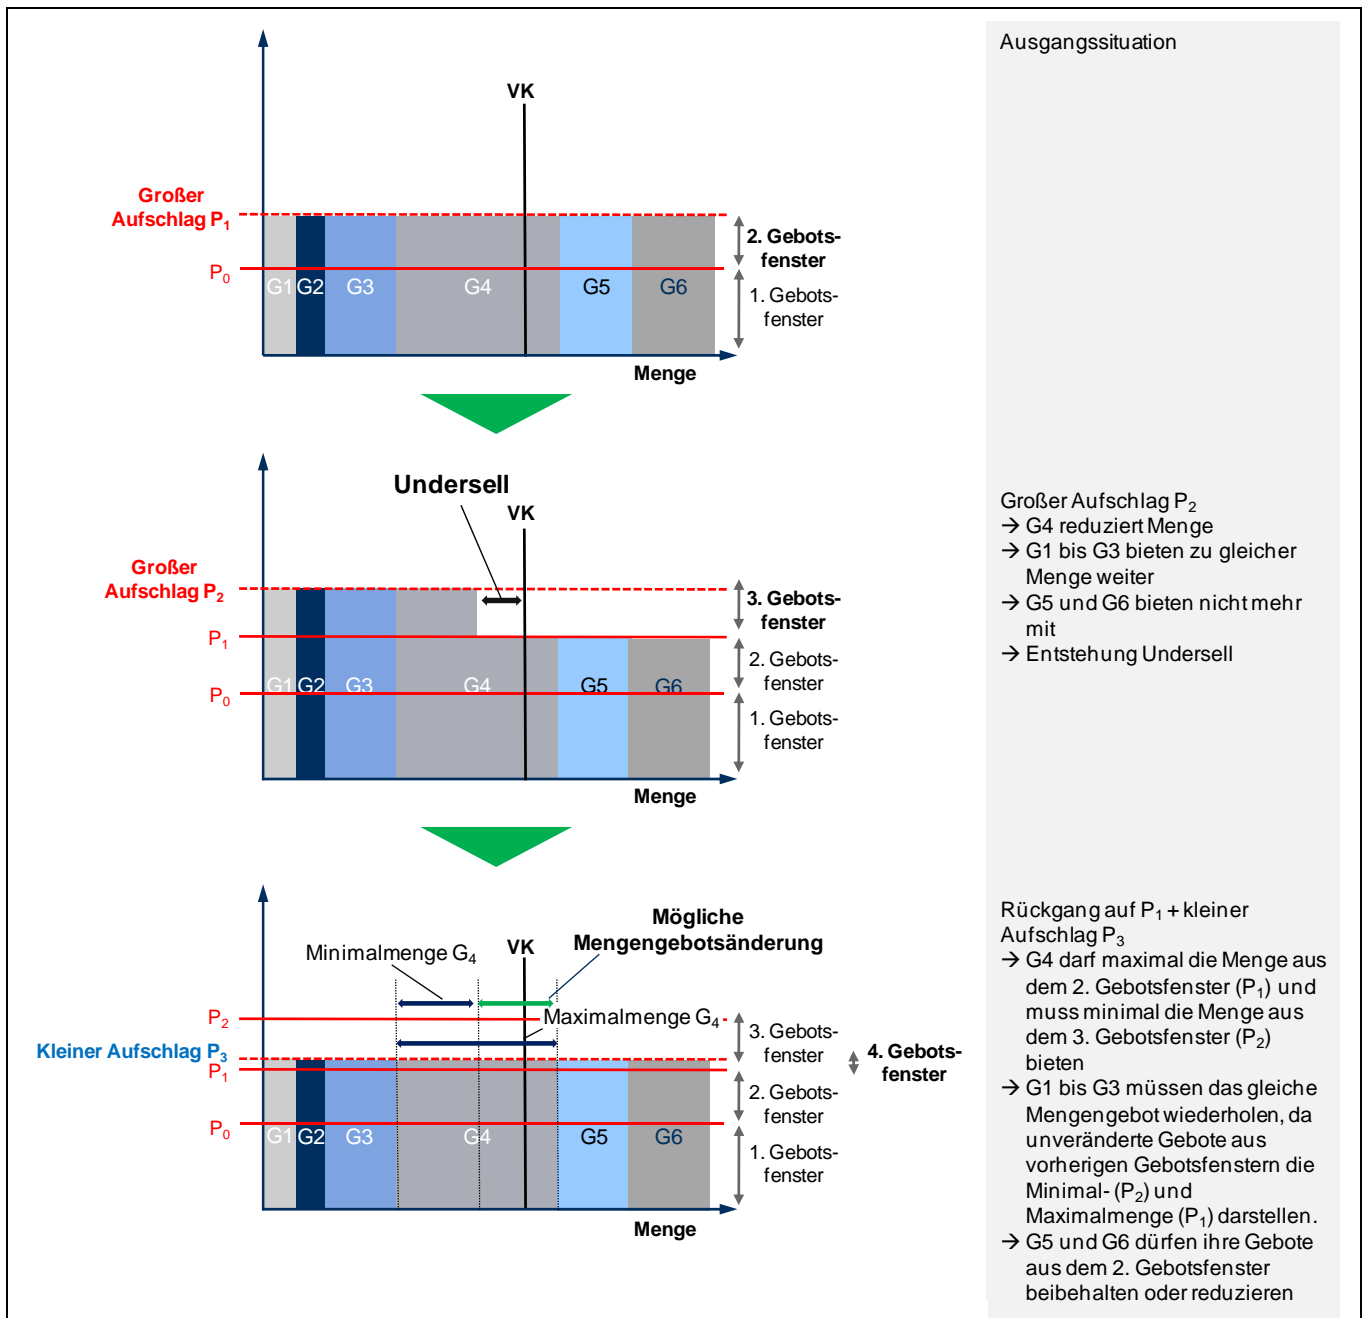 Ausgangssituation
VK
Großer
Aufschlag P1
P0
G1 G2 G3 G4 G5 G6
2. Gebots-
fenster
1. Gebots-
fenster
Menge
Undersell
VK
Großer
Aufschlag P2
P1
P0
G1 G2 G3 G4 G5 G6
3. Gebots-
fenster
2. Gebots-
fenster
1. Gebots-
fenster
Menge
Großer Aufschlag P2
→ G4 reduziert Menge
→ G1 bis G3 bieten zu gleicher
Menge weiter
→ G5 und G6 bieten nicht mehr
mit
→ Entstehung Undersell
Mögliche
Mengengebotsänderung
Minimalmenge G4
VK
Maximalmenge G4
P2
Kleiner Aufschlag P3
P1
P0
G1 G2 G3 G4 G5 G6
3. Gebots-
fenster
4. Gebots-
fenster
2. Gebots-
fenster
1. Gebots-
fenster
Menge
Rückgang auf P1 + kleiner
Aufschlag P3
→ G4 darf maximal die Menge aus
dem 2. Gebotsfenster (P1) und
muss minimal die Menge aus
dem 3. Gebotsfenster (P2)
bieten
→ G1 bis G3 müssen das gleiche
Mengengebot wiederholen, da
unveränderte Gebote aus
vorherigen Gebotsfenstern die
Minimal- (P2) und
Maximalmenge (P1) darstellen.
→ G5 und G6 dürfen ihre Gebote
aus dem 2. Gebotsfenster
beibehalten oder reduzieren